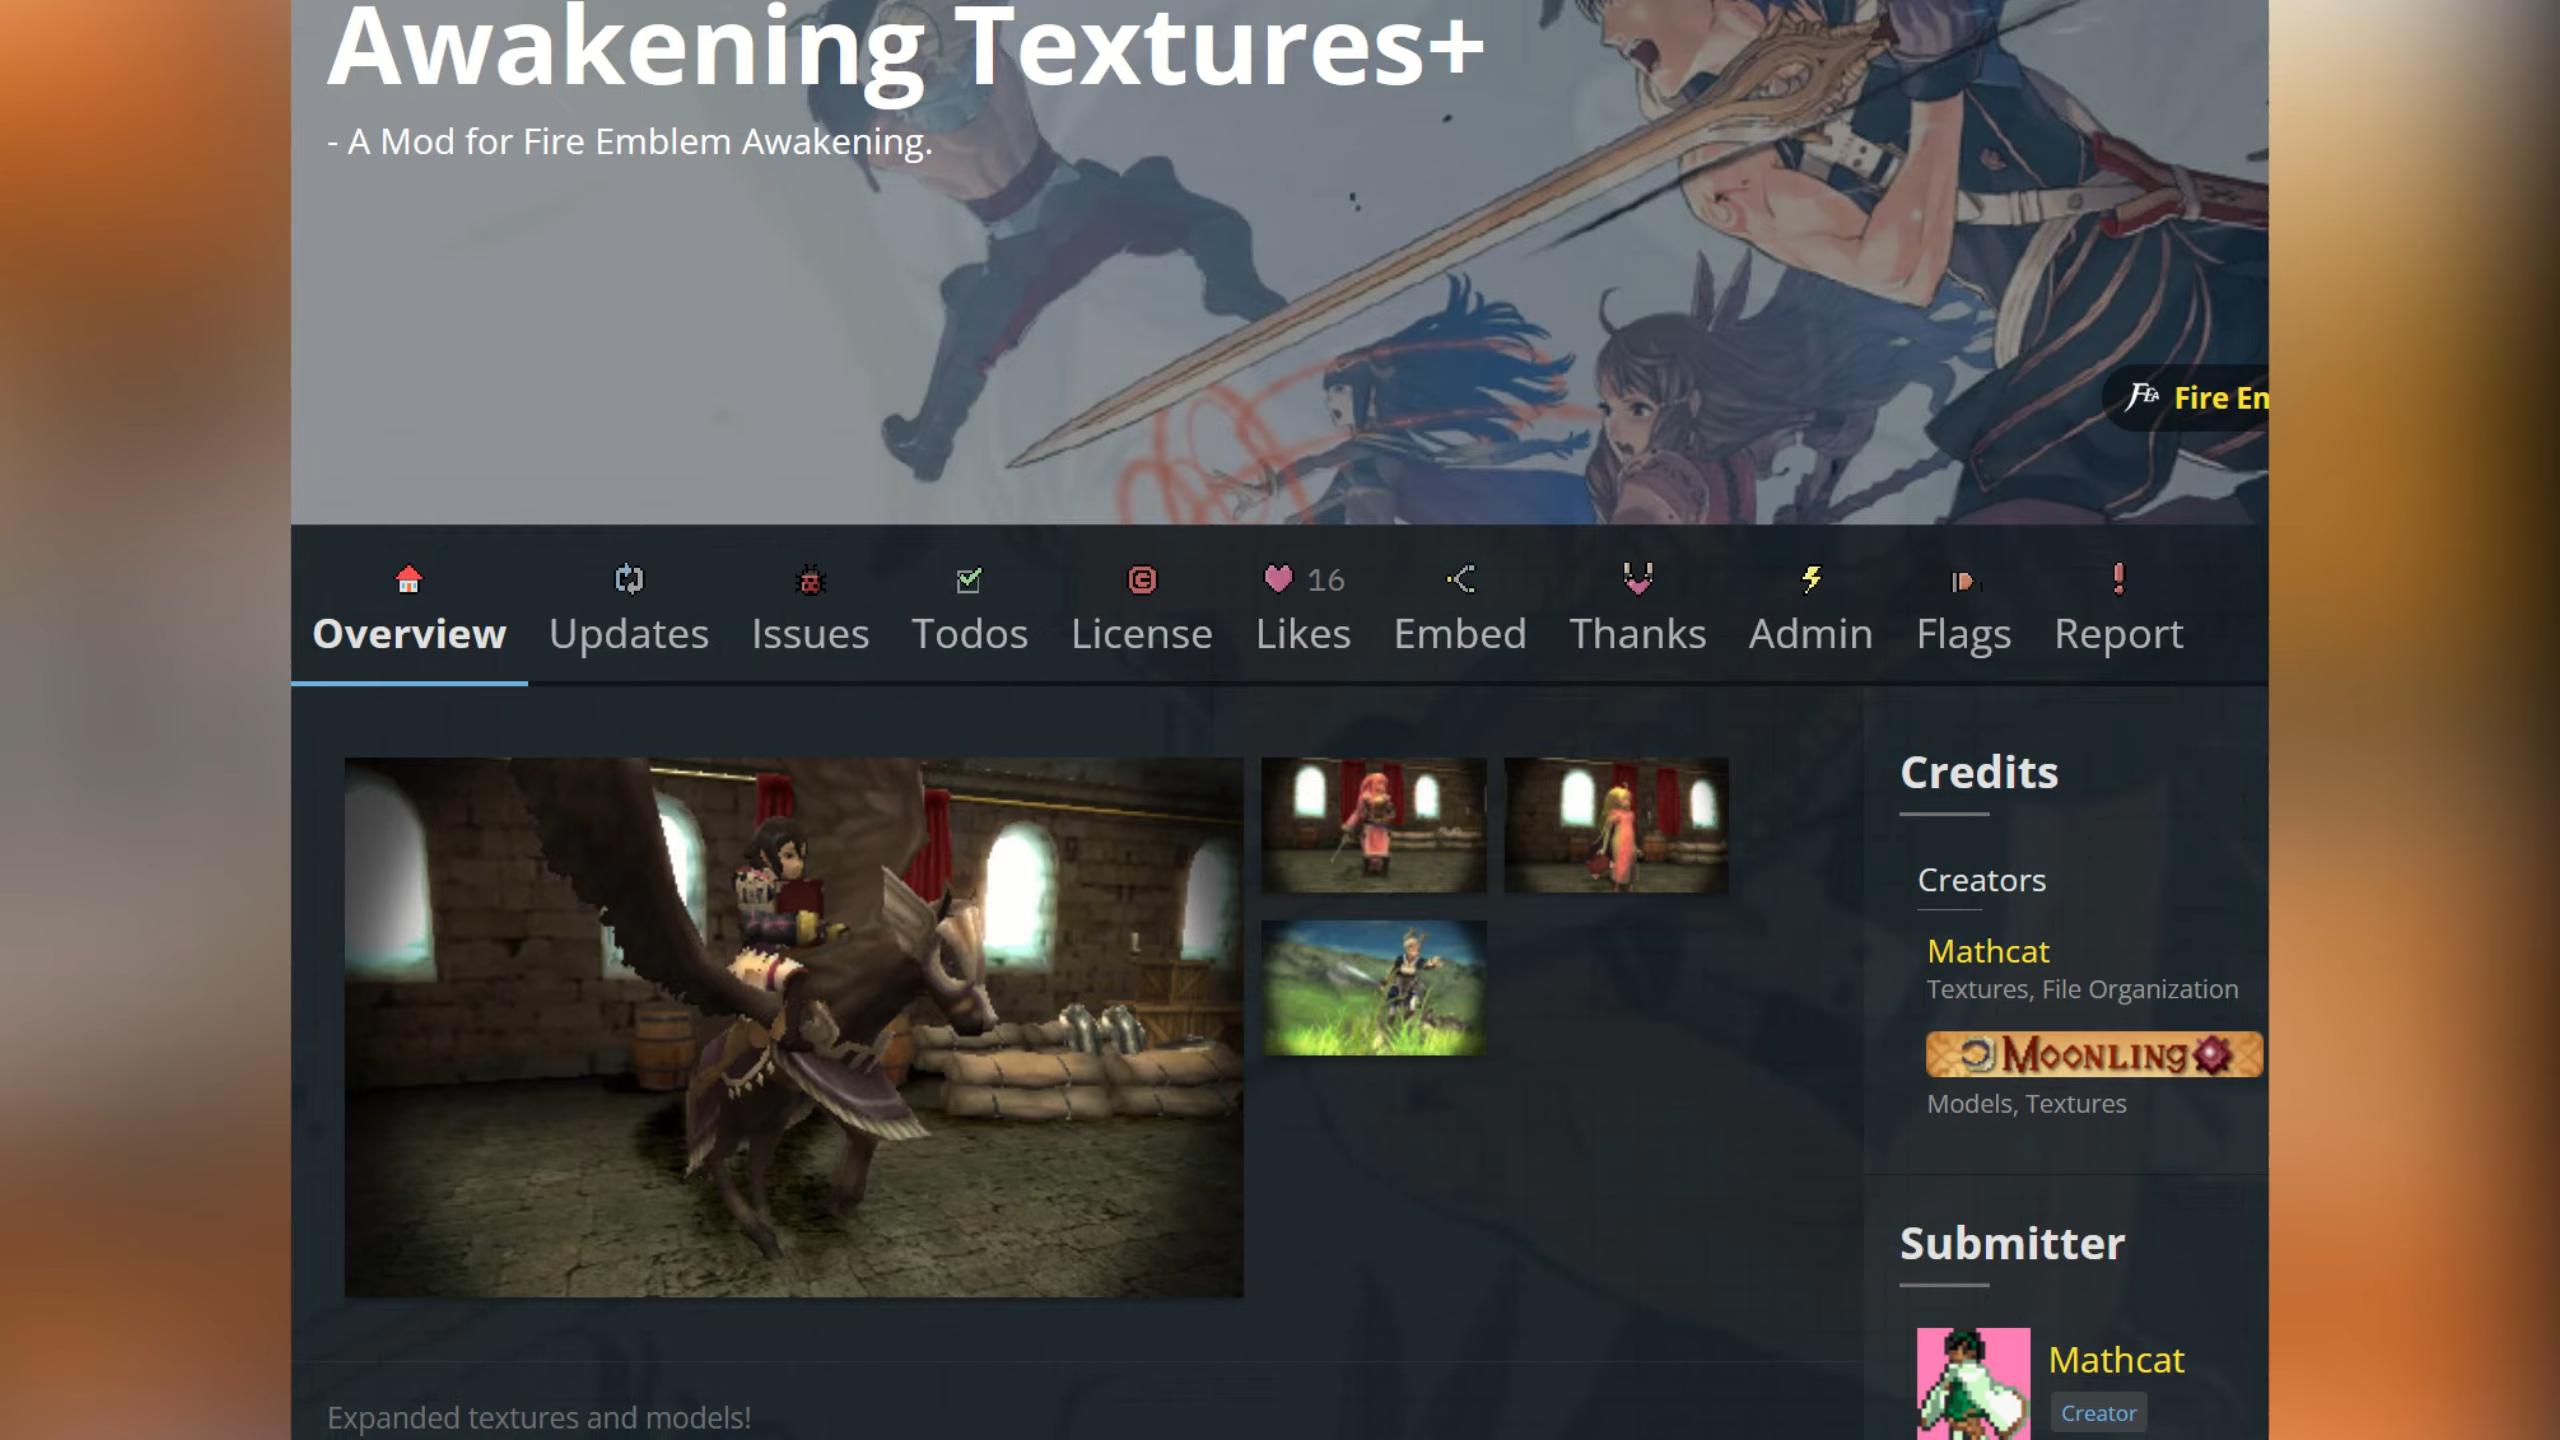 Awakening Textures+
- A Mod for Fire Emblem Awakening.
FEA Fire En
16
Overview Updates Issues Todos License Likes Embed Thanks Admin Flags Report
Credits
Creators
Mathcat
Textures, File Organization
MOONLING
Models, Textures
Submitter
Mathcat
Creator
Expanded textures and models!